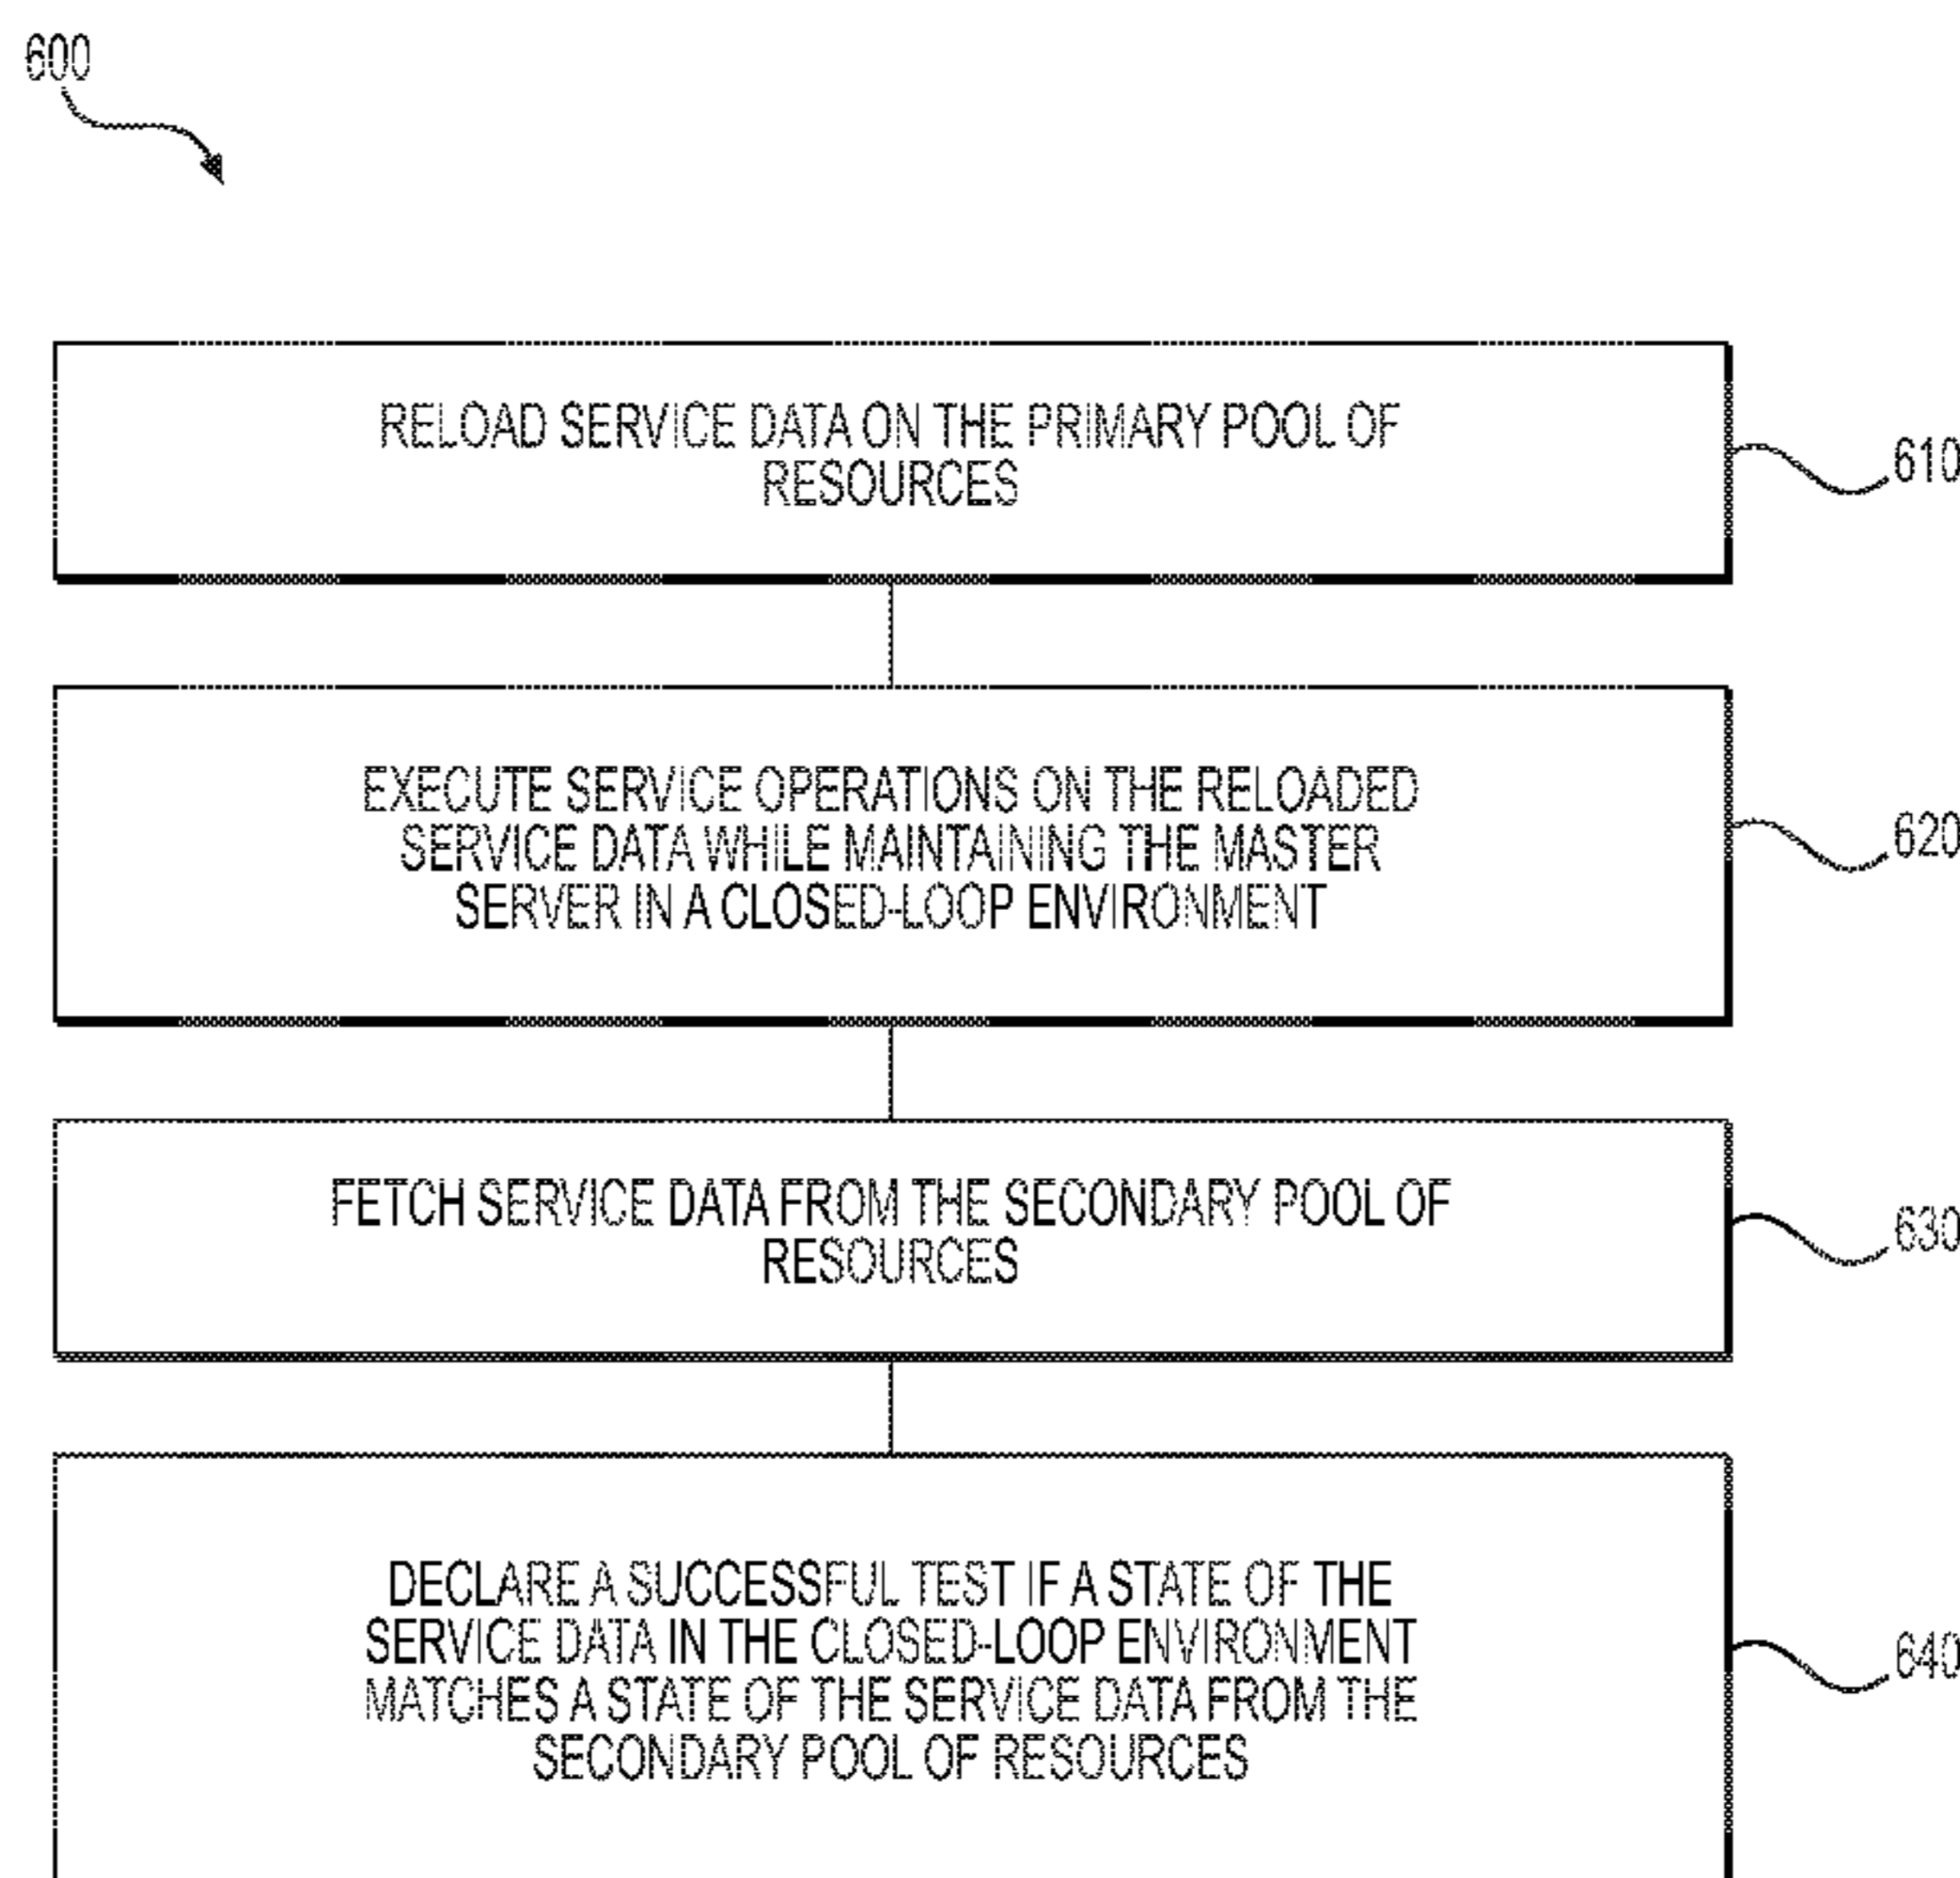 600
RELOAD SERVICE DATA ON THE PRIMARY POOL OF
RESOURCES
610
EXECUTE SERVICE OPERATIONS ON THE RELOADED
SERVICE DATA WHILE MAINTAINING THE MASTER
SERVER IN A CLOSED-LOOP ENVIRONMENT
620
FETCH SERVICE DATA FROM THE SECONDARY POOL OF
RESOURCES
630
DECLARE A SUCCESSFUL TEST IF A STATE OF THE
SERVICE DATA IN THE CLOSED-LOOP ENVIRONMENT
MATCHES A STATE OF THE SERVICE DATA FROM THE
SECONDARY POOL OF RESOURCES
640